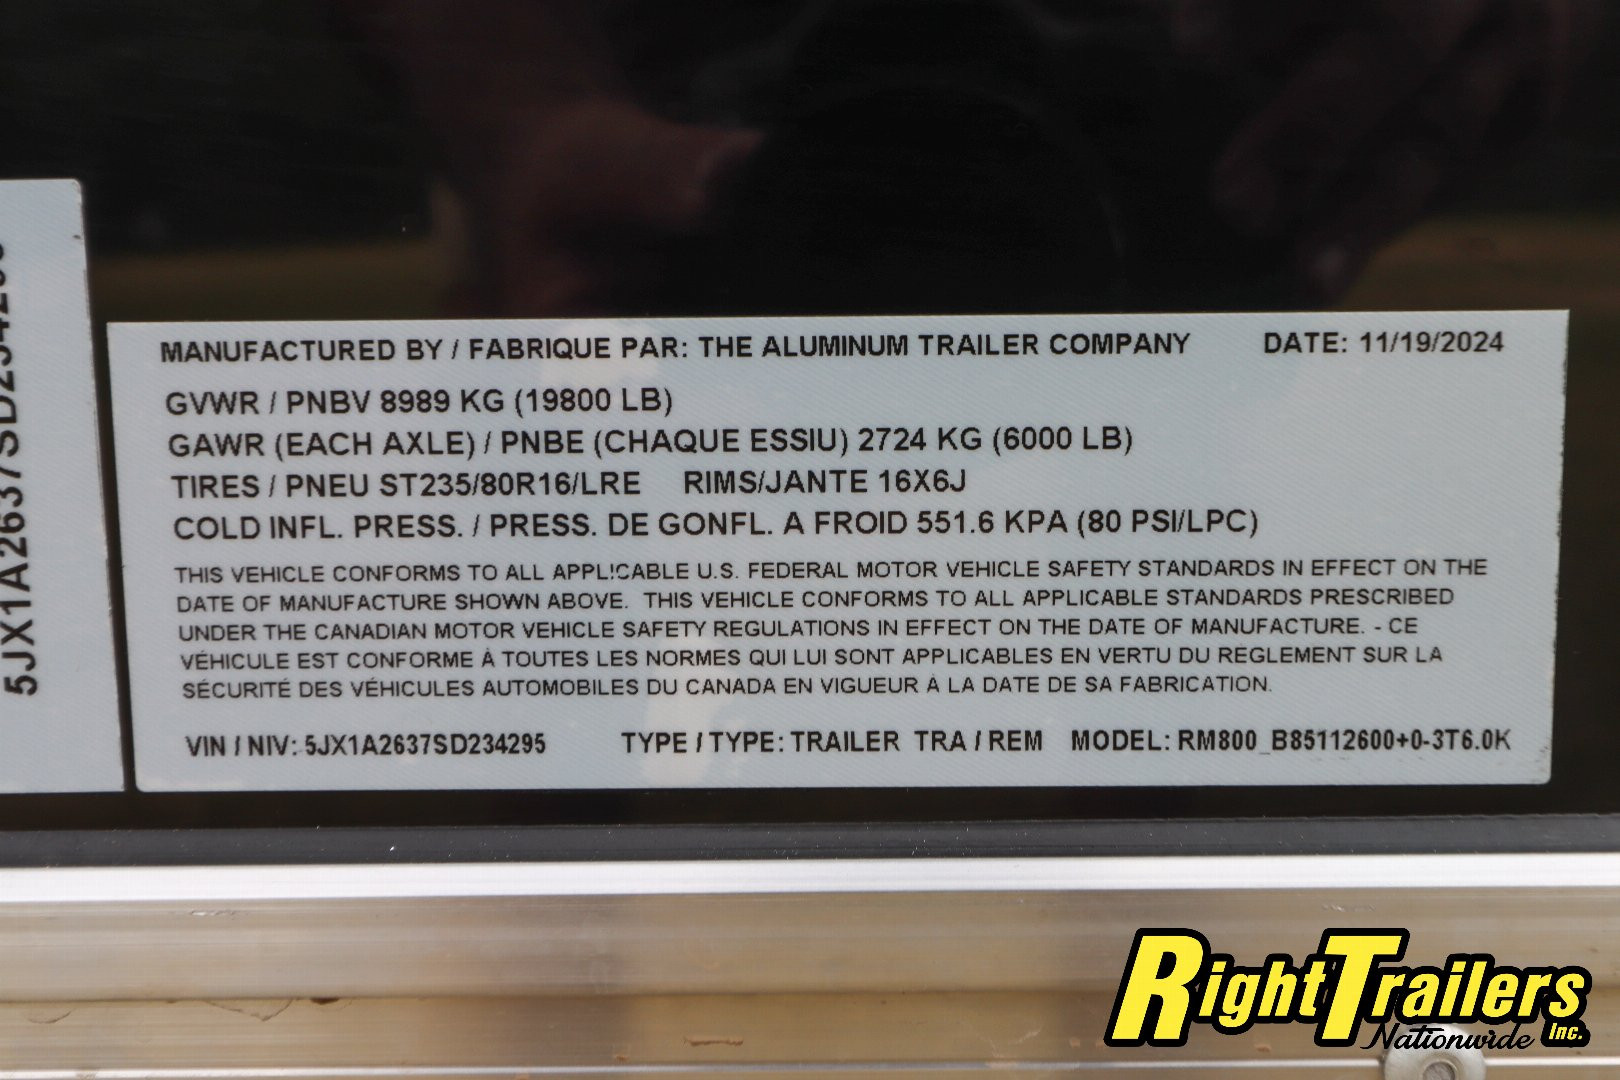 5JX1A2637SD234295
MANUFACTURED BY / FABRIQUE PAR: THE ALUMINUM TRAILER COMPANY DATE: 11/19/2024
GVWR / PNBV 8989 KG (19800 LB)
GAWR (EACH AXLE) / PNBE (CHAQUE ESSIU) 2724 KG (6000 LB)
TIRES / PNEU ST235/80R16/LRE RIMS/JANTE 16X6J
COLD INFL. PRESS. / PRESS. DE GONFL. A FROID 551.6 KPA (80 PSI/LPC)
THIS VEHICLE CONFORMS TO ALL APPLICABLE U.S. FEDERAL MOTOR VEHICLE SAFETY STANDARDS IN EFFECT ON THE
DATE OF MANUFACTURE SHOWN ABOVE. THIS VEHICLE CONFORMS TO ALL APPLICABLE STANDARDS PRESCRIBED
UNDER THE CANADIAN MOTOR VEHICLE SAFETY REGULATIONS IN EFFECT ON THE DATE OF MANUFACTURE. - CE
VÉHICULE EST CONFORME À TOUTES LES NORMES QUI LUI SONT APPLICABLES EN VERTU DU RÈGLEMENT SUR LA
SÉCURITÉ DES VÉHICULES AUTOMOBILES DU CANADA EN VIGUEUR À LA DATE DE SA FABRICATION.
VIN / NIV: 5JX1A2637SD234295 TYPE / TYPE: TRAILER TRA / REM MODEL: RM800_B85112600+0-3T6.0K
Right Trailers
Nationwide Inc.